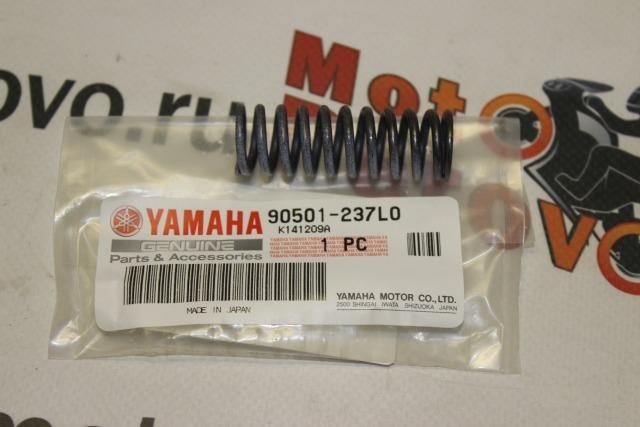 ovo.ru
Moto
YAMAHA
90501-237L0
K141209A
GENUINE
Parts & Accessories
1 PC
MADE IN JAPAN
YAMAHA MOTOR CO.,LTD.
2500 SHINGAI IWATA SHIZUOKA JAPAN
mot